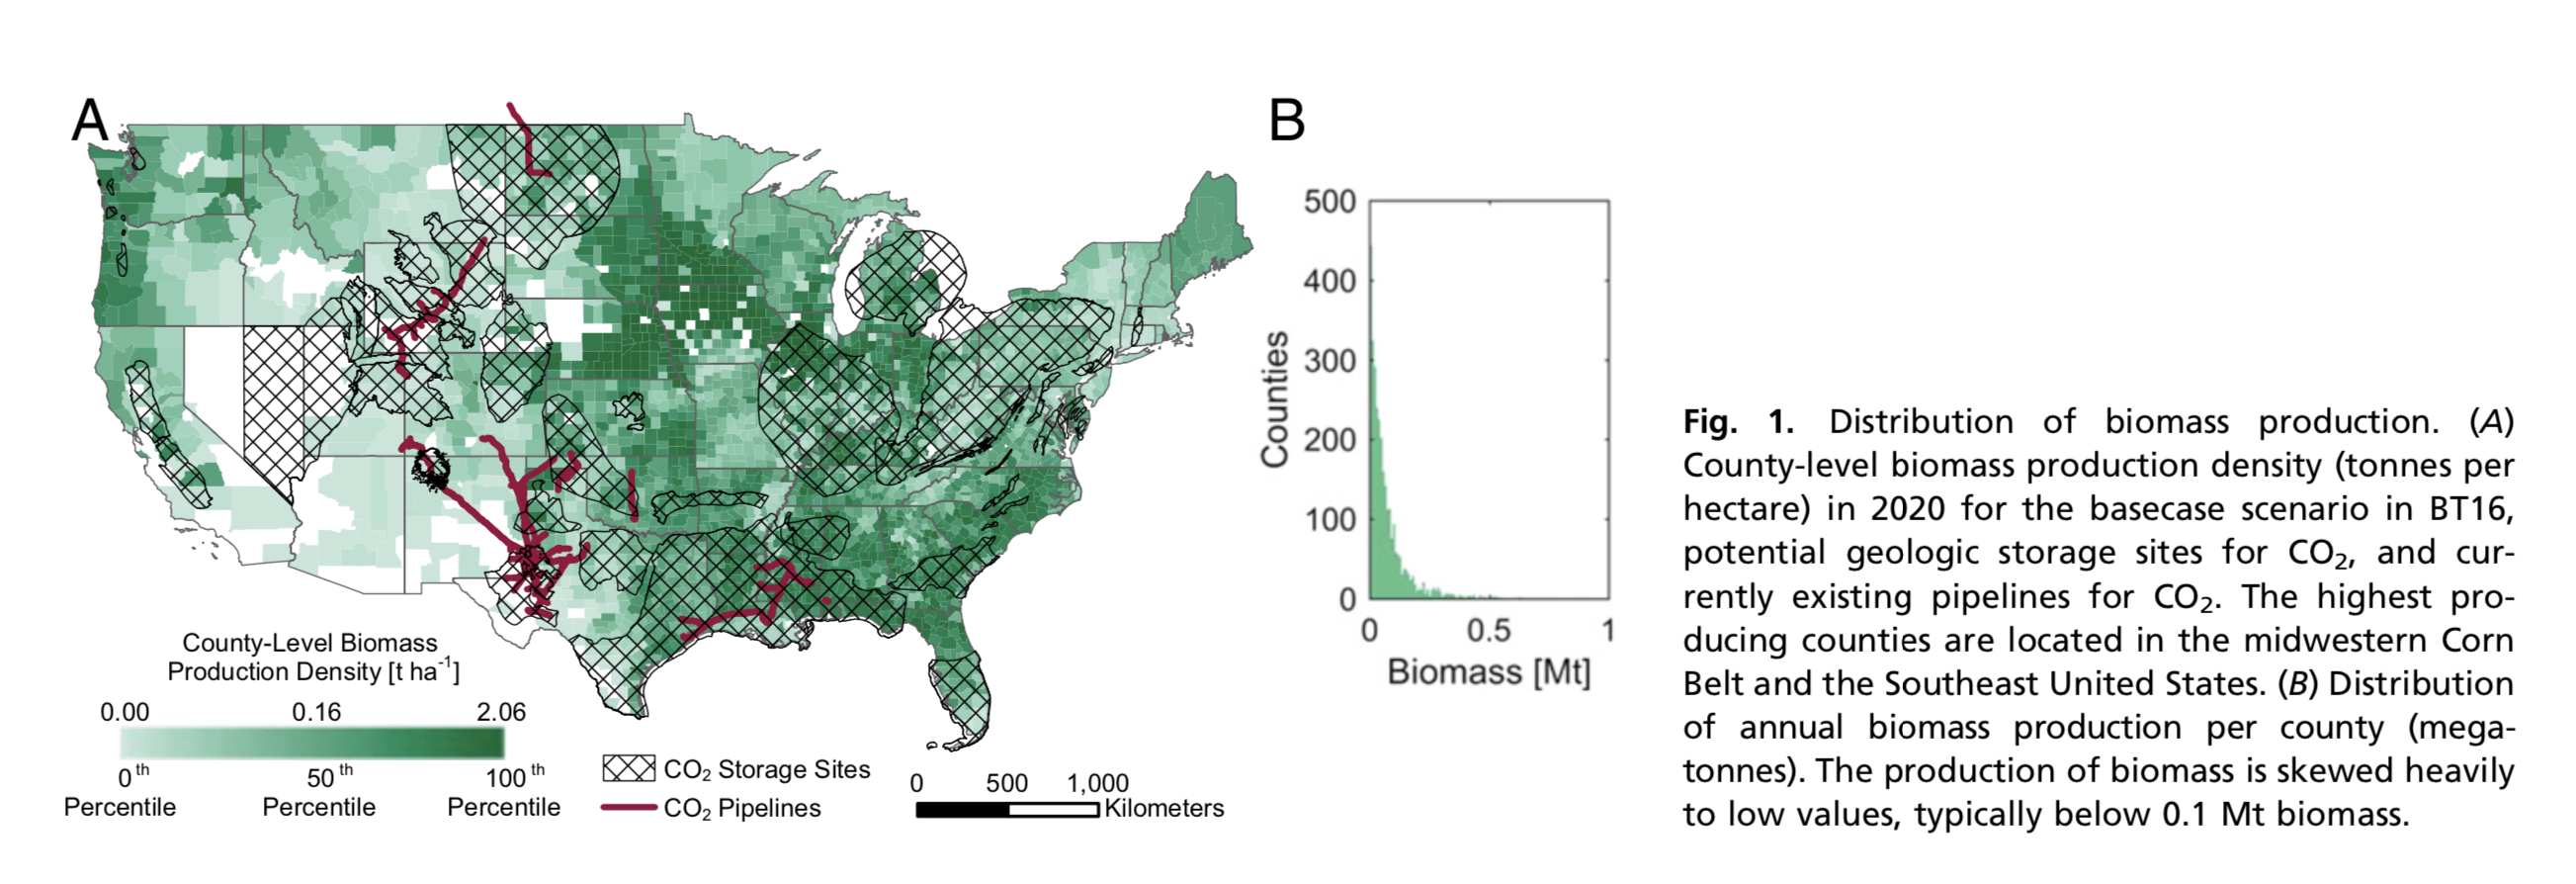 A
County-Level Biomass
Production Density [t ha⁻¹]
0.00 0.16 2.06
0 th 50 th 100 th
Percentile Percentile Percentile
CO₂ Storage Sites
CO₂ Pipelines
0 500 1,000
Kilometers
B
500
400
300
200
100
0
Counties
0 0.5 1
Biomass [Mt]
Fig. 1. Distribution of biomass production. (A)
County-level biomass production density (tonnes per
hectare) in 2020 for the basecase scenario in BT16,
potential geologic storage sites for CO₂, and cur-
rently existing pipelines for CO₂. The highest pro-
ducing counties are located in the midwestern Corn
Belt and the Southeast United States. (B) Distribution
of annual biomass production per county (mega-
tonnes). The production of biomass is skewed heavily
to low values, typically below 0.1 Mt biomass.